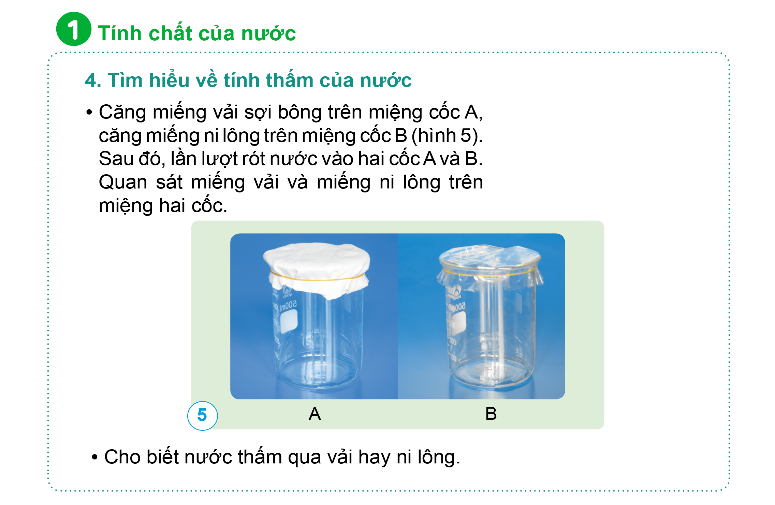 1 Tính chất của nước
4. Tìm hiểu về tính thấm của nước
• Căng miếng vải sợi bông trên miệng cốc A,
căng miếng ni lông trên miệng cốc B (hình 5).
Sau đó, lần lượt rót nước vào hai cốc A và B.
Quan sát miếng vải và miếng ni lông trên
miệng hai cốc.
5 A B
• Cho biết nước thấm qua vải hay ni lông.